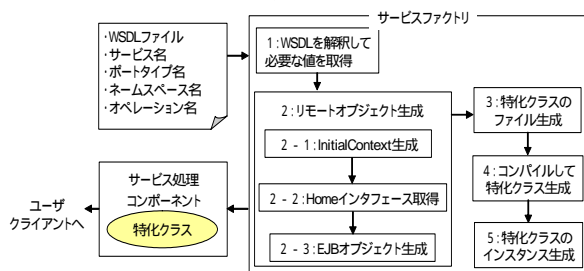 サービスファクトリ
・WSDLファイル
・サービス名
・ポートタイプ名
・ネームスペース名
・オペレーション名
1：WSDLを解釈して
必要な値を取得
2：リモートオブジェクト生成
2 - 1：InitialContext生成
2 - 2：Homeインタフェース取得
2 - 3：EJBオブジェクト生成
3：特化クラスの
ファイル生成
4：コンパイルして
特化クラス生成
5：特化クラスの
インスタンス生成
サービス処理
コンポーネント
特化クラス
ユーザ
クライアントへ